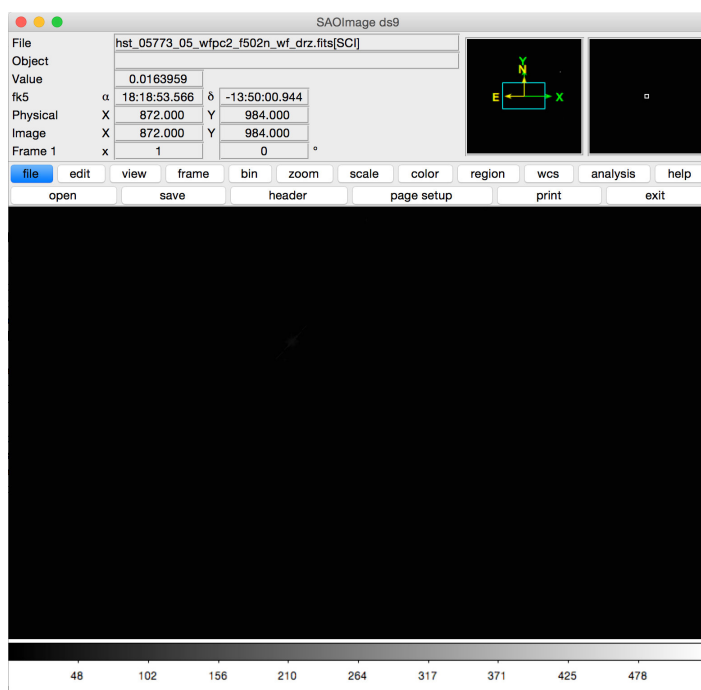 SAOImage ds9
File hst_05773_05_wfpc2_f502n_wf_drz.fits[SCI]
Object
Value 0.0163959
fk5 α 18:18:53.566 δ -13:50:00.944
Physical X 872.000 Y 984.000
Image X 872.000 Y 984.000
Frame 1 x 1 0 °
Y
N
E X
file edit view frame bin zoom scale color region wcs analysis help
open save header page setup print exit
48 102 156 210 264 317 371 425 478